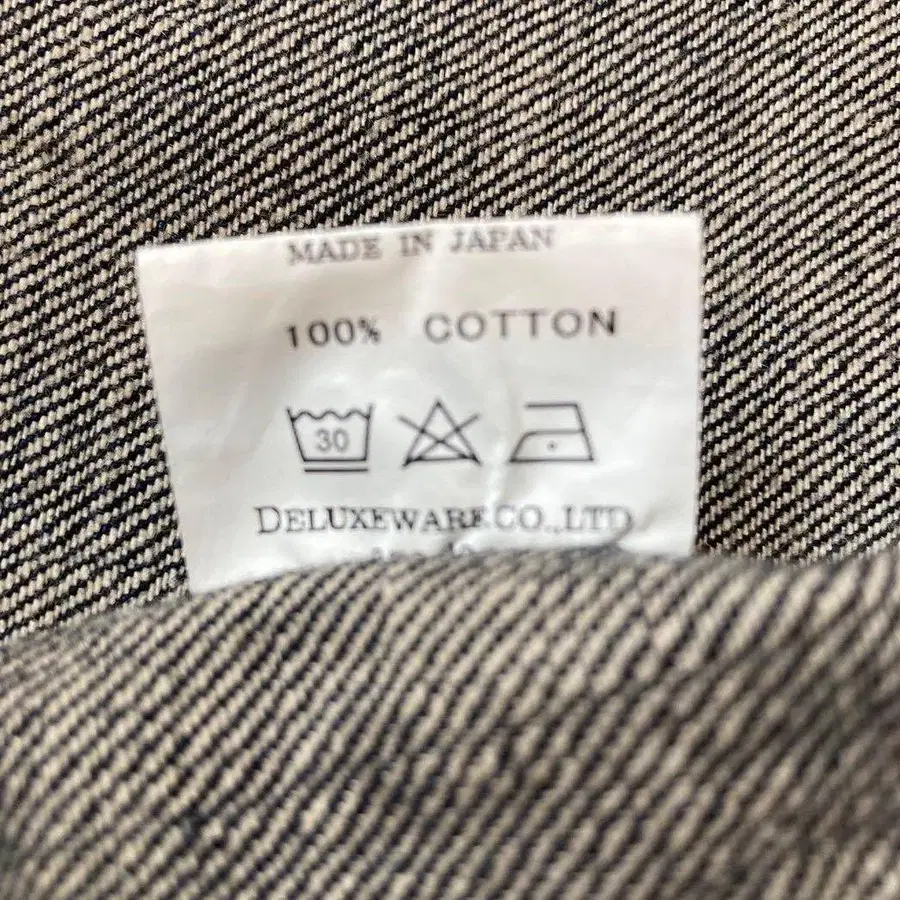 MADE IN JAPAN
100% COTTON
30
DELUXEWARE.CO.,LTD